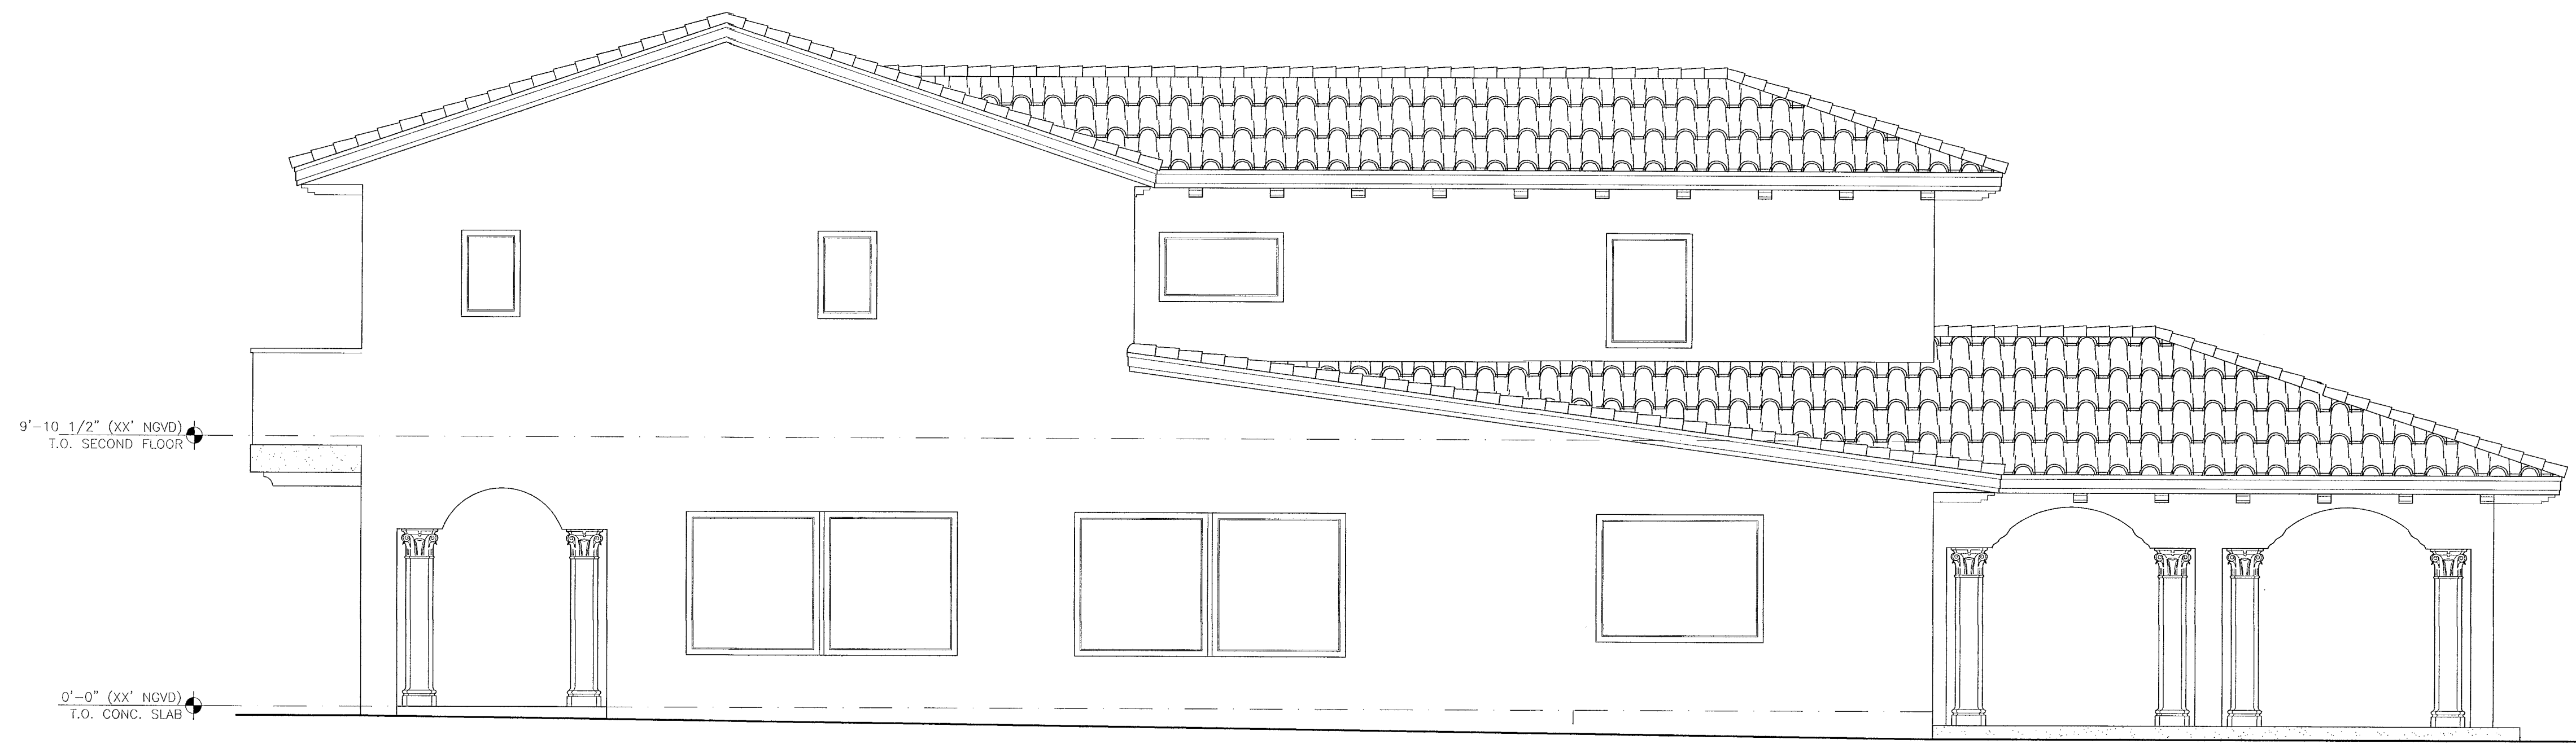 9'-10 1/2" (XX' NGVD)
T.O. SECOND FLOOR
0'-0" (XX' NGVD)
T.O. CONC. SLAB